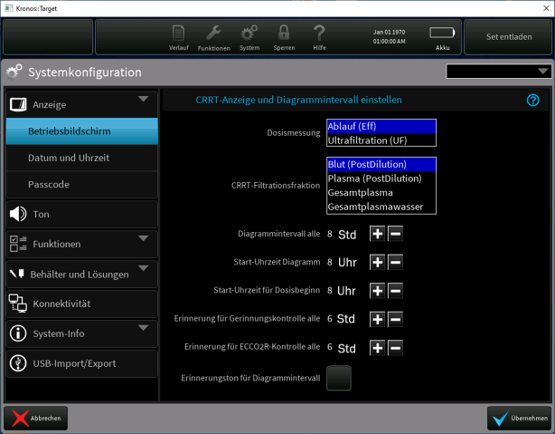 Kronos::Target
Verlauf
Funktionen
System
Sperren
Hilfe
Jan 01 1970
01:00:00 AM
Akku
Set entladen
Systemkonfiguration
Anzeige
Betriebsbildschirm
Datum und Uhrzeit
Passcode
Ton
Funktionen
Behälter und Lösungen
Konnektivität
System-Info
USB-Import/Export
CRRT-Anzeige und Diagrammintervall einstellen
Dosismessung
Ablauf (Eff)
Ultrafiltration (UF)
CRRT-Filtrationsfraktion
Blut (PostDilution)
Plasma (PostDilution)
Gesamtplasma
Gesamtplasmawasser
Diagrammintervall alle 8 Std
Start-Uhrzeit Diagramm 8 Uhr
Start-Uhrzeit für Dosisbeginn 8 Uhr
Erinnerung für Gerinnungskontrolle alle 6 Std
Erinnerung für ECCO2R-Kontrolle alle 6 Std
Erinnerungston für Diagrammintervall
Abbrechen
Übernehmen